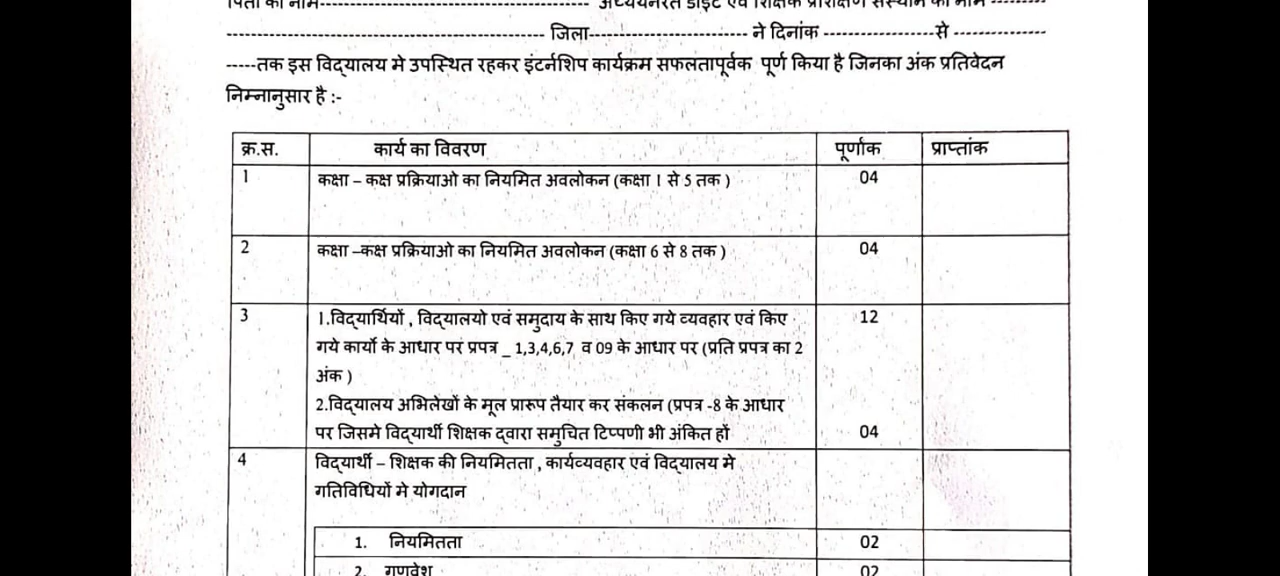 पिता का नाम------------------------------------------------ अध्ययनरत डाइट एवं शिक्षक प्रशिक्षण संस्थान का नाम ---------
--------------------------------------------------------- जिला---------------------------- ने दिनांक -------------------से ----------------
-----तक इस विद्यालय मे उपस्थित रहकर इंटर्नशिप कार्यक्रम सफलतापूर्वक पूर्ण किया है जिनका अंक प्रतिवेदन
निम्नानुसार है :-
क्र.स. कार्य का विवरण पूर्णाक प्राप्तांक
1 कक्षा – कक्ष प्रक्रियाओ का नियमित अवलोकन (कक्षा 1 से 5 तक ) 04
2 कक्षा –कक्ष प्रक्रियाओ का नियमित अवलोकन (कक्षा 6 से 8 तक ) 04
3 1.विद्यार्थियों , विद्यालयो एवं समुदाय के साथ किए गये व्यवहार एवं किए 12
गये कार्यो के आधार पर प्रपत्र _ 1,3,4,6,7 व 09 के आधार पर (प्रति प्रपत्र का 2
अंक )
2.विद्यालय अभिलेखों के मूल प्रारूप तैयार कर संकलन (प्रपत्र -8 के आधार
पर जिसमे विद्यार्थी शिक्षक द्वारा समुचित टिप्पणी भी अंकित हों 04
4 विद्यार्थी – शिक्षक की नियमितता , कार्यव्यवहार एवं विद्यालय मे
गतिविधियों मे योगदान
1. नियमितता 02
2. गणवेश 02